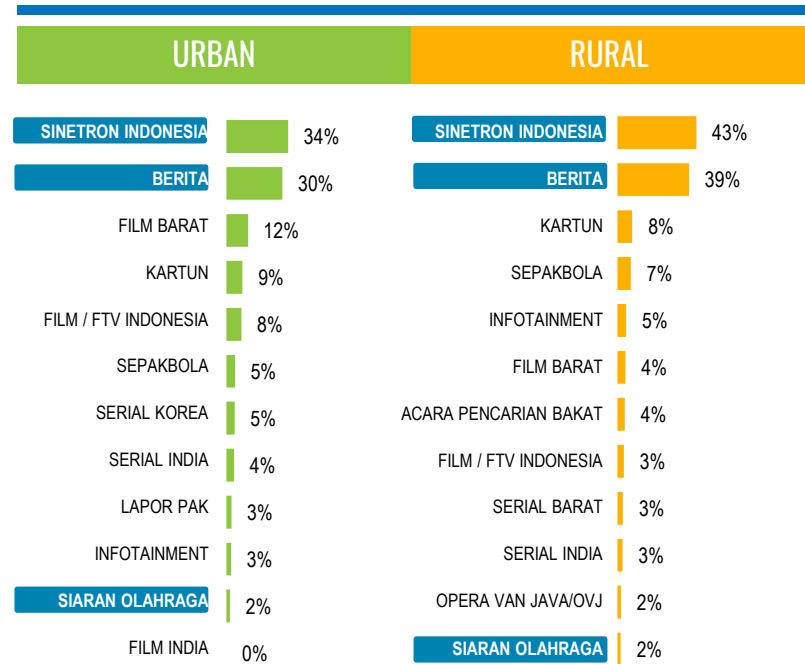 URBAN
SINETRON INDONESIA 34%
BERITA 30%
FILM BARAT 12%
KARTUN 9%
FILM / FTV INDONESIA 8%
SEPAKBOLA 5%
SERIAL KOREA 5%
SERIAL INDIA 4%
LAPOR PAK 3%
INFOTAINMENT 3%
SIARAN OLAHRAGA 2%
FILM INDIA 0%
RURAL
SINETRON INDONESIA 43%
BERITA 39%
KARTUN 8%
SEPAKBOLA 7%
INFOTAINMENT 5%
FILM BARAT 4%
ACARA PENCARIAN BAKAT 4%
FILM / FTV INDONESIA 3%
SERIAL BARAT 3%
SERIAL INDIA 3%
OPERA VAN JAVA/OVJ 2%
SIARAN OLAHRAGA 2%